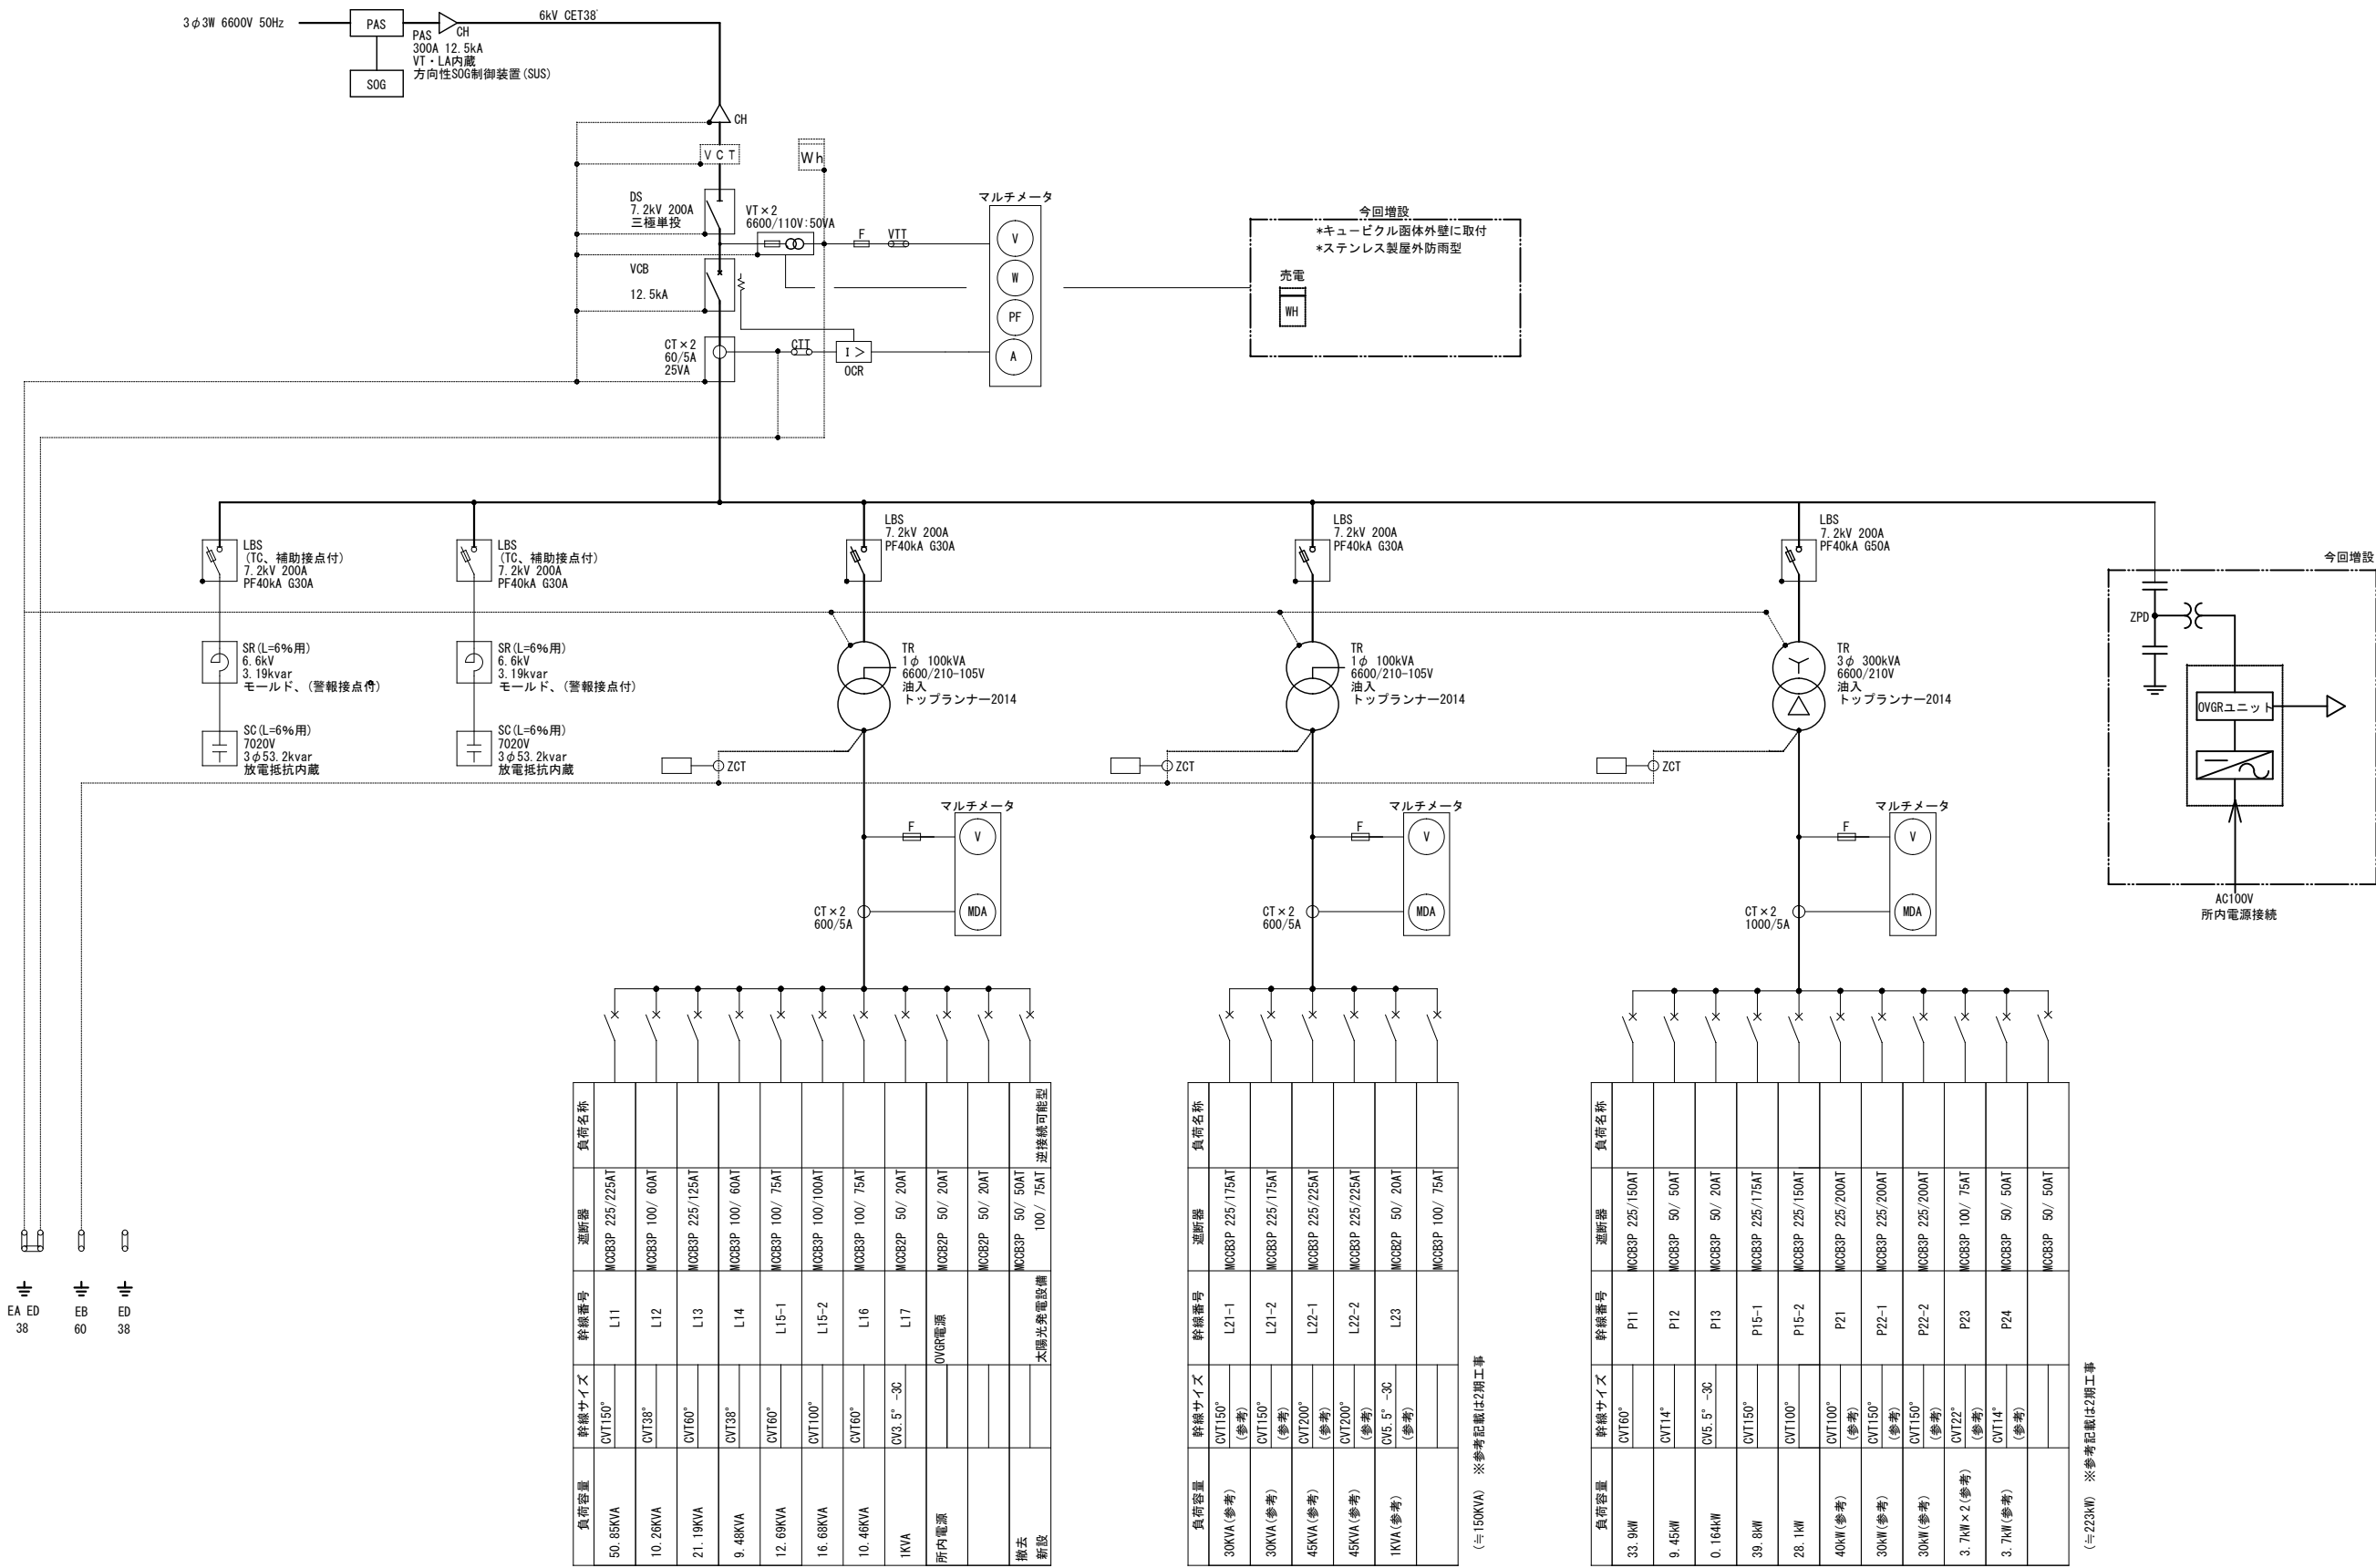 3φ3W 6600V 50Hz
PAS
CH
6kV CET38゜
PAS
300A 12.5kA
VT・LA内蔵
方向性SOG制御装置(SUS)
SOG
CH
VCT
Wh
DS
7.2kV 200A
三極単投
VT×2
6600/110V:50VA
F
VTT
マルチメータ
V
W
PF
A
VCB
12.5kA
CT×2
60/5A
25VA
CTT
I >
OCR
今回増設
*キュービクル函体外壁に取付
*ステンレス製屋外防雨型
売電
WH
LBS
(TC、補助接点付)
7.2kV 200A
PF40kA G30A
SR(L=6%用)
6.6kV
3.19kvar
モールド、(警報接点付)
SC(L=6%用)
7020V
3φ53.2kvar
放電抵抗内蔵
LBS
(TC、補助接点付)
7.2kV 200A
PF40kA G30A
SR(L=6%用)
6.6kV
3.19kvar
モールド、(警報接点付)
SC(L=6%用)
7020V
3φ53.2kvar
放電抵抗内蔵
LBS
7.2kV 200A
PF40kA G30A
TR
1φ 100kVA
6600/210-105V
油入
トップランナー2014
ZCT
マルチメータ
F
V
CT×2
600/5A
MDA
LBS
7.2kV 200A
PF40kA G30A
TR
1φ 100kVA
6600/210-105V
油入
トップランナー2014
ZCT
マルチメータ
F
V
CT×2
600/5A
MDA
LBS
7.2kV 200A
PF40kA G50A
TR
3φ 300kVA
6600/210V
油入
トップランナー2014
ZCT
マルチメータ
F
V
CT×2
1000/5A
MDA
今回増設
ZPD
OVGRユニット
AC100V
所内電源接続
EA ED
38
EB
60
ED
38
負荷容量 幹線サイズ 幹線番号 遮断器 負荷名称
50.85KVA CVT150° L11 MCCB3P 225/225AT
10.26KVA CVT38° L12 MCCB3P 100/ 60AT
21.19KVA CVT60° L13 MCCB3P 225/125AT
9.48KVA CVT38° L14 MCCB3P 100/ 60AT
12.69KVA CVT60° L15-1 MCCB3P 100/ 75AT
16.68KVA CVT100° L15-2 MCCB3P 100/100AT
10.46KVA CVT60° L16 MCCB3P 100/ 75AT
1KVA CV3.5° -3C L17 MCCB2P 50/ 20AT
所内電源 OVGR電源 MCCB2P 50/ 20AT
MCCB2P 50/ 20AT
撤去 MCCB3P 50/ 50AT
新設 太陽光発電設備 100/ 75AT 逆接続可能型
負荷容量 幹線サイズ 幹線番号 遮断器 負荷名称
30KVA(参考) CVT150° (参考) L21-1 MCCB3P 225/175AT
30KVA(参考) CVT150° (参考) L21-2 MCCB3P 225/175AT
45KVA(参考) CVT200° (参考) L22-1 MCCB3P 225/225AT
45KVA(参考) CVT200° (参考) L22-2 MCCB3P 225/225AT
1KVA(参考) CV5.5° -3C (参考) L23 MCCB2P 50/ 20AT
MCCB3P 100/ 75AT
(≒150KVA) ※参考記載は2期工事
負荷容量 幹線サイズ 幹線番号 遮断器 負荷名称
33.9kW CVT60° P11 MCCB3P 225/150AT
9.45kW CVT14° P12 MCCB3P 50/ 50AT
0.164kW CV5.5° -3C P13 MCCB3P 50/ 20AT
39.8kW CVT150° P15-1 MCCB3P 225/175AT
28.1kW CVT100° P15-2 MCCB3P 225/150AT
40kW(参考) CVT100° (参考) P21 MCCB3P 225/200AT
30kW(参考) CVT150° (参考) P22-1 MCCB3P 225/200AT
30kW(参考) CVT150° (参考) P22-2 MCCB3P 225/200AT
3.7kW×2(参考) CVT22° (参考) P23 MCCB3P 100/ 75AT
3.7kW(参考) CVT14° (参考) P24 MCCB3P 50/ 50AT
MCCB3P 50/ 50AT
(≒223kW) ※参考記載は2期工事